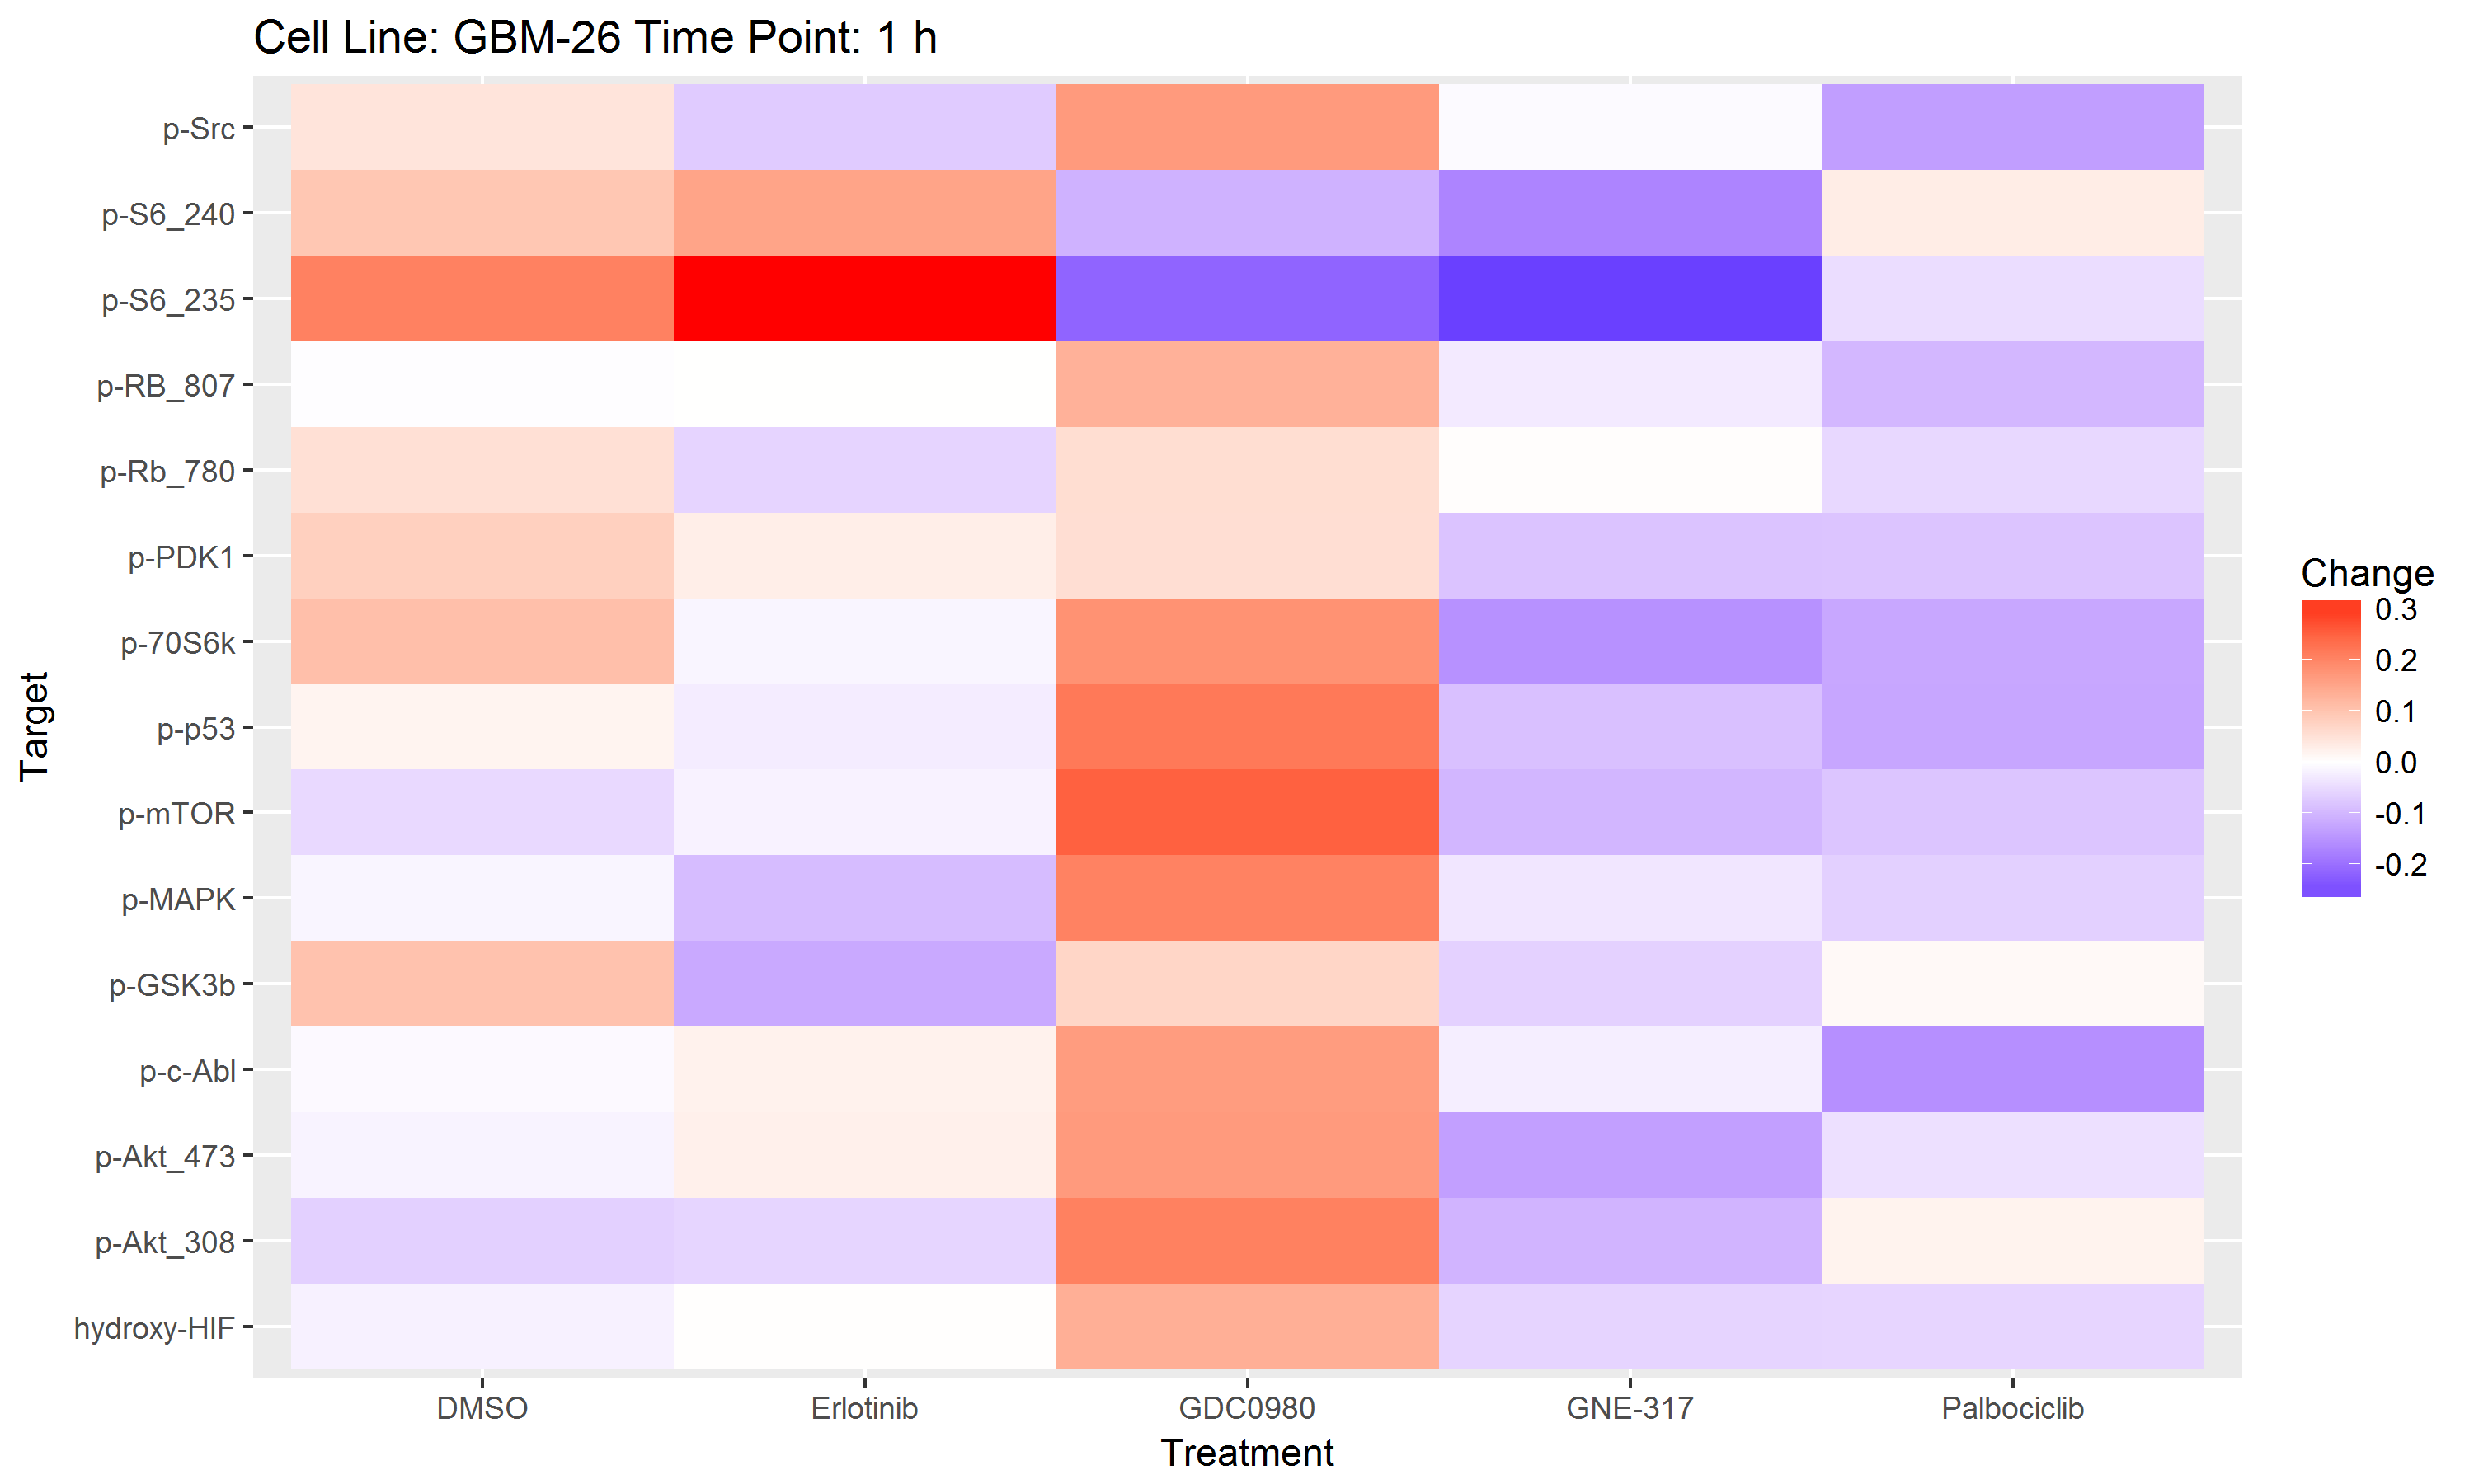 Cell Line: GBM-26 Time Point: 1 h
p-Src
p-S6_240
p-S6_235
p-RB_807
p-Rb_780
p-PDK1
p-70S6k
p-p53
p-mTOR
p-MAPK
p-GSK3b
p-c-Abl
p-Akt_473
p-Akt_308
hydroxy-HIF
Target
DMSO
Erlotinib
GDC0980
GNE-317
Palbociclib
Treatment
Change
0.3
0.2
0.1
0.0
-0.1
-0.2